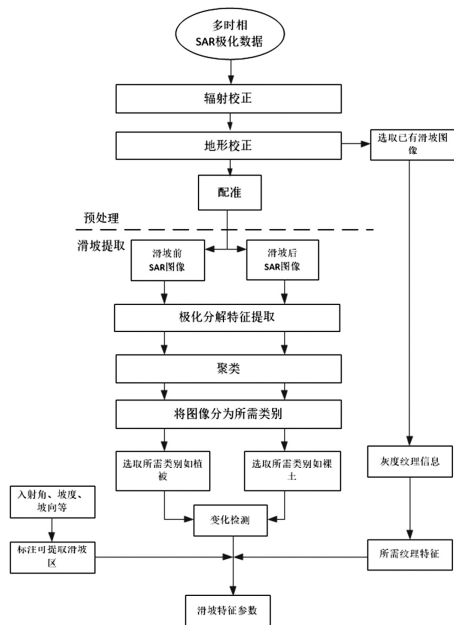 多时相
SAR极化数据
辐射校正
地形校正
选取已有滑坡图
像
配准
预处理
滑坡提取
滑坡前
SAR图像
滑坡后
SAR图像
极化分解特征提取
聚类
将图像分为所需类别
选取所需类别如植
被
选取所需类别如裸
土
灰度纹理信息
入射角、坡度、
坡向等
变化检测
标注可提取滑坡
区
所需纹理特征
滑坡特征参数